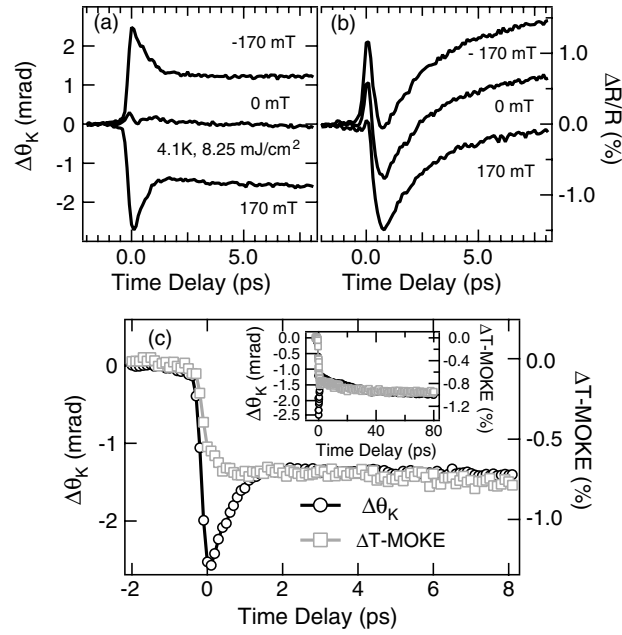 (a)
-170 mT
0 mT
4.1K, 8.25 mJ/cm²
170 mT
2
1
0
-1
-2
Δθ_K (mrad)
0.0
5.0
Time Delay (ps)
(b)
- 170 mT
0 mT
170 mT
1.0
0.0
-1.0
ΔR/R (%)
0.0
5.0
Time Delay (ps)
(c)
0
-1
-2
Δθ_K (mrad)
0.0
-0.5
-1.0
-1.5
-2.0
-2.5
Δθ_K (mrad)
0.0
-0.4
-0.8
-1.2
ΔT-MOKE (%)
0
40
80
Time Delay (ps)
Δθ_K
ΔT-MOKE
0.0
-0.5
-1.0
ΔT-MOKE (%)
-2
0
2
4
6
8
Time Delay (ps)